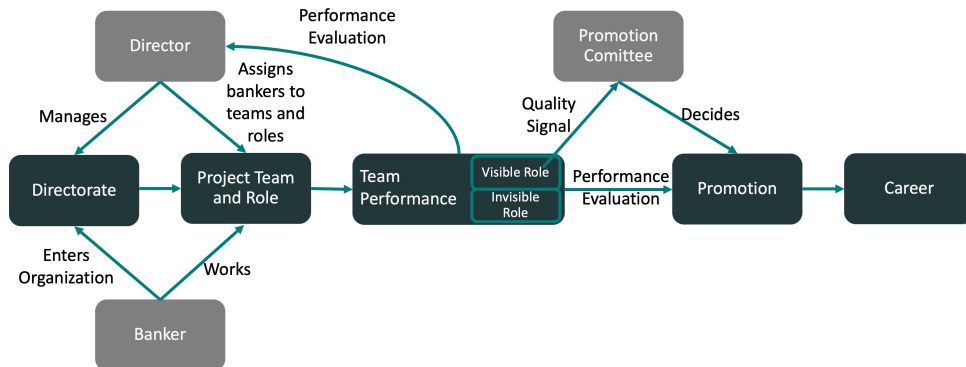 Performance
Evaluation
Director
Promotion
Comittee
Assigns
bankers to
teams and
roles
Manages
Quality
Signal
Decides
Directorate
Project Team
and Role
Team
Performance
Visible Role
Invisible
Role
Performance
Evaluation
Promotion
Career
Enters
Organization
Works
Banker